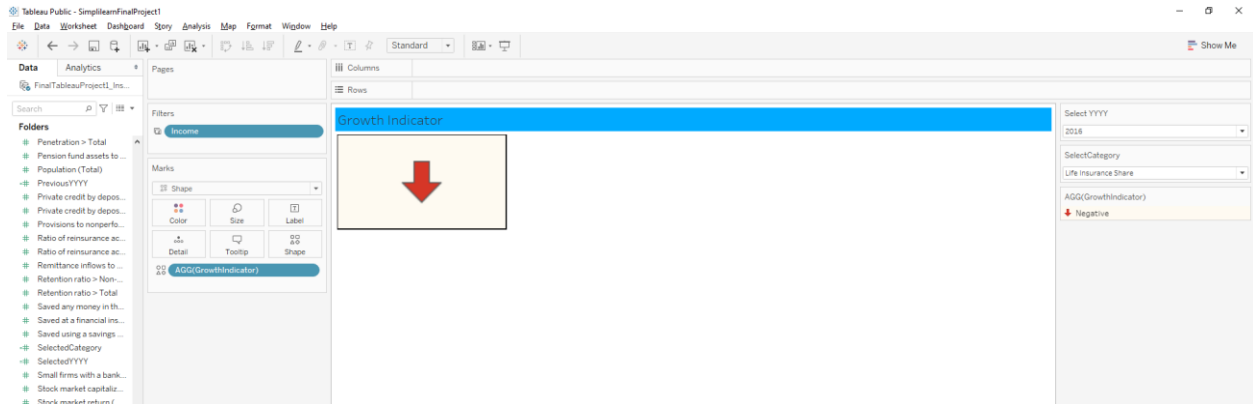 Tableau Public - SimplilearnFinalProject1
File Data Worksheet Dashboard Story Analysis Map Format Window Help
Standard
Show Me
Data Analytics
FinalTableauProject1_Ins...
Search
Folders
Penetration > Total
Pension fund assets to ...
Population (Total)
PreviousYYYY
Private credit by depos...
Private credit by depos...
Provisions to nonperfo...
Ratio of reinsurance ac...
Ratio of reinsurance ac...
Remittance inflows to ...
Retention ratio > Non-...
Retention ratio > Total
Saved any money in th...
Saved at a financial ins...
Saved using a savings ...
SelectedCategory
SelectedYYYY
Small firms with a bank...
Stock market capitaliz...
Stock market return (...
Pages
Filters
Income
Marks
Shape
Color Size Label
Detail Tooltip Shape
AGG(GrowthIndicator)
Columns
Rows
Growth Indicator
Select YYYY
2016
SelectCategory
Life Insurance Share
AGG(GrowthIndicator)
Negative